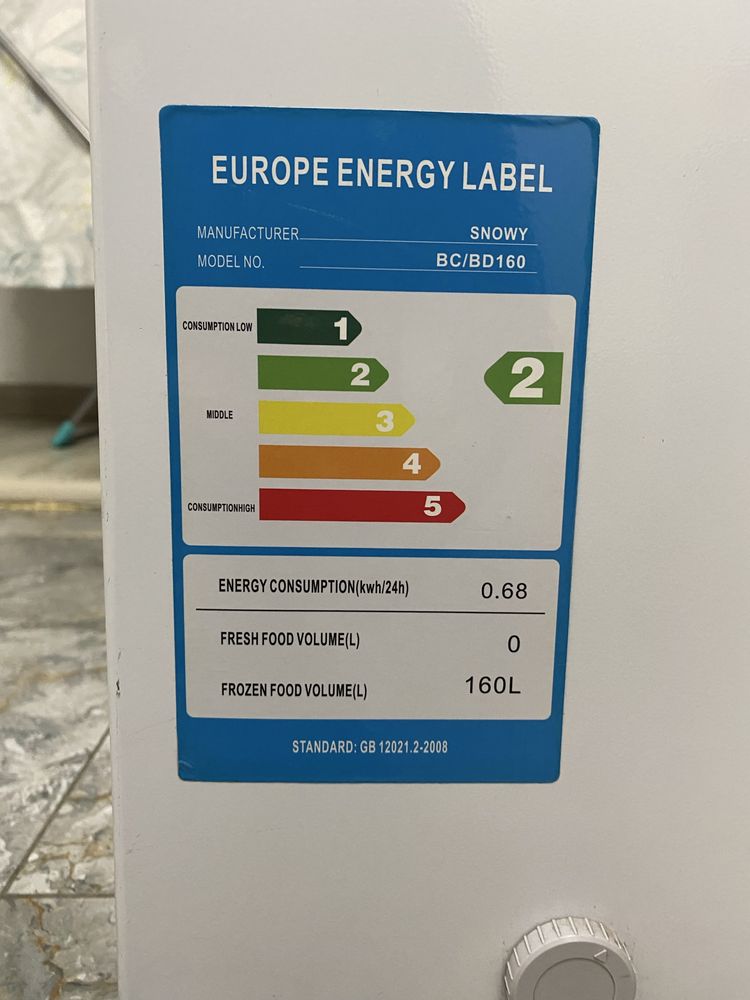 EUROPE ENERGY LABEL
MANUFACTURER SNOWY
MODEL NO. BC/BD160
CONSUMPTION LOW 1
2 2
MIDDLE 3
4
CONSUMPTIONHIGH 5
ENERGY CONSUMPTION(kwh/24h) 0.68
FRESH FOOD VOLUME(L) 0
FROZEN FOOD VOLUME(L) 160L
STANDARD: GB 12021.2-2008